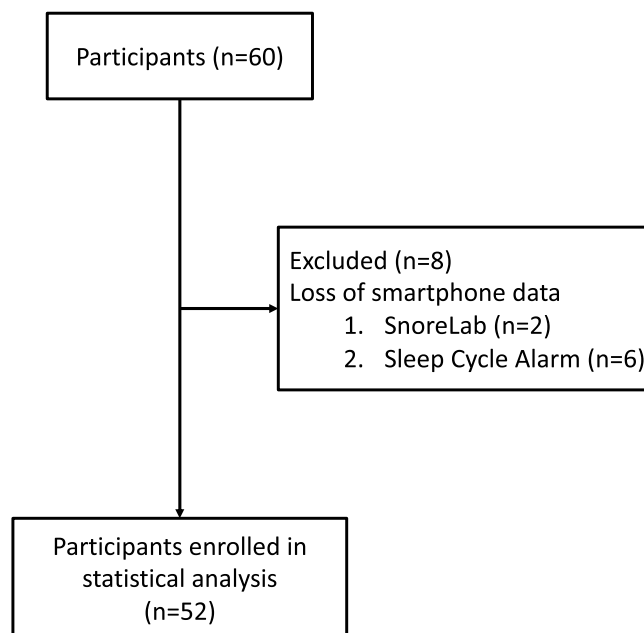 Participants (n=60)
Excluded (n=8)
Loss of smartphone data
1. SnoreLab (n=2)
2. Sleep Cycle Alarm (n=6)
Participants enrolled in
statistical analysis
(n=52)